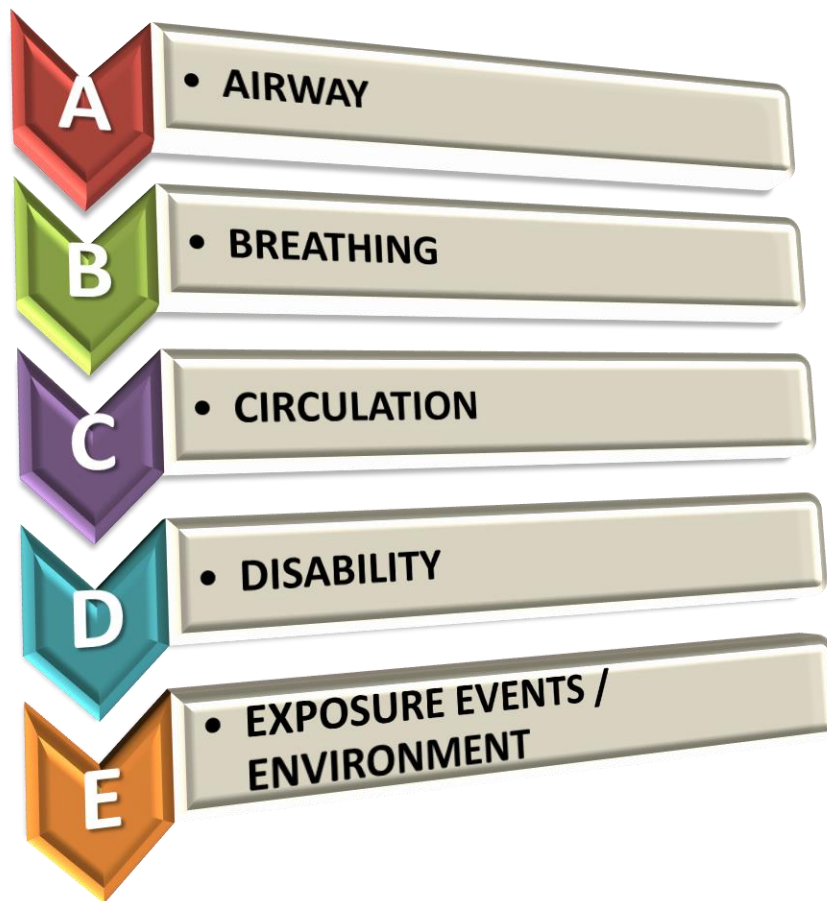 A
• AIRWAY
B
• BREATHING
C
• CIRCULATION
D
• DISABILITY
E
• EXPOSURE EVENTS /
ENVIRONMENT